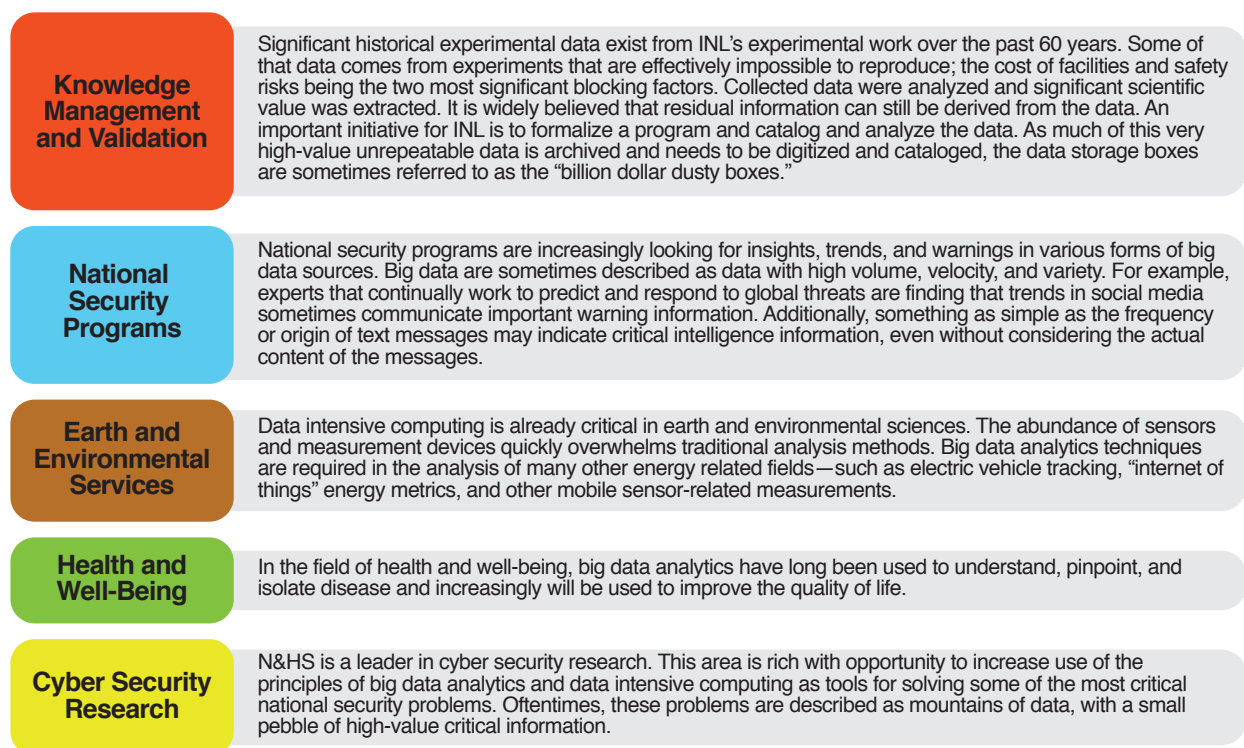 Knowledge
Management
and Validation
Significant historical experimental data exist from INL's experimental work over the past 60 years. Some of
that data comes from experiments that are effectively impossible to reproduce; the cost of facilities and safety
risks being the two most significant blocking factors. Collected data were analyzed and significant scientific
value was extracted. It is widely believed that residual information can still be derived from the data. An
important initiative for INL is to formalize a program and catalog and analyze the data. As much of this very
high-value unrepeatable data is archived and needs to be digitized and cataloged, the data storage boxes
are sometimes referred to as the “billion dollar dusty boxes.”
National
Security
Programs
National security programs are increasingly looking for insights, trends, and warnings in various forms of big
data sources. Big data are sometimes described as data with high volume, velocity, and variety. For example,
experts that continually work to predict and respond to global threats are finding that trends in social media
sometimes communicate important warning information. Additionally, something as simple as the frequency
or origin of text messages may indicate critical intelligence information, even without considering the actual
content of the messages.
Earth and
Environmental
Services
Data intensive computing is already critical in earth and environmental sciences. The abundance of sensors
and measurement devices quickly overwhelms traditional analysis methods. Big data analytics techniques
are required in the analysis of many other energy related fields—such as electric vehicle tracking, “internet of
things” energy metrics, and other mobile sensor-related measurements.
Health and
Well-Being
In the field of health and well-being, big data analytics have long been used to understand, pinpoint, and
isolate disease and increasingly will be used to improve the quality of life.
Cyber Security
Research
N&HS is a leader in cyber security research. This area is rich with opportunity to increase use of the
principles of big data analytics and data intensive computing as tools for solving some of the most critical
national security problems. Oftentimes, these problems are described as mountains of data, with a small
pebble of high-value critical information.